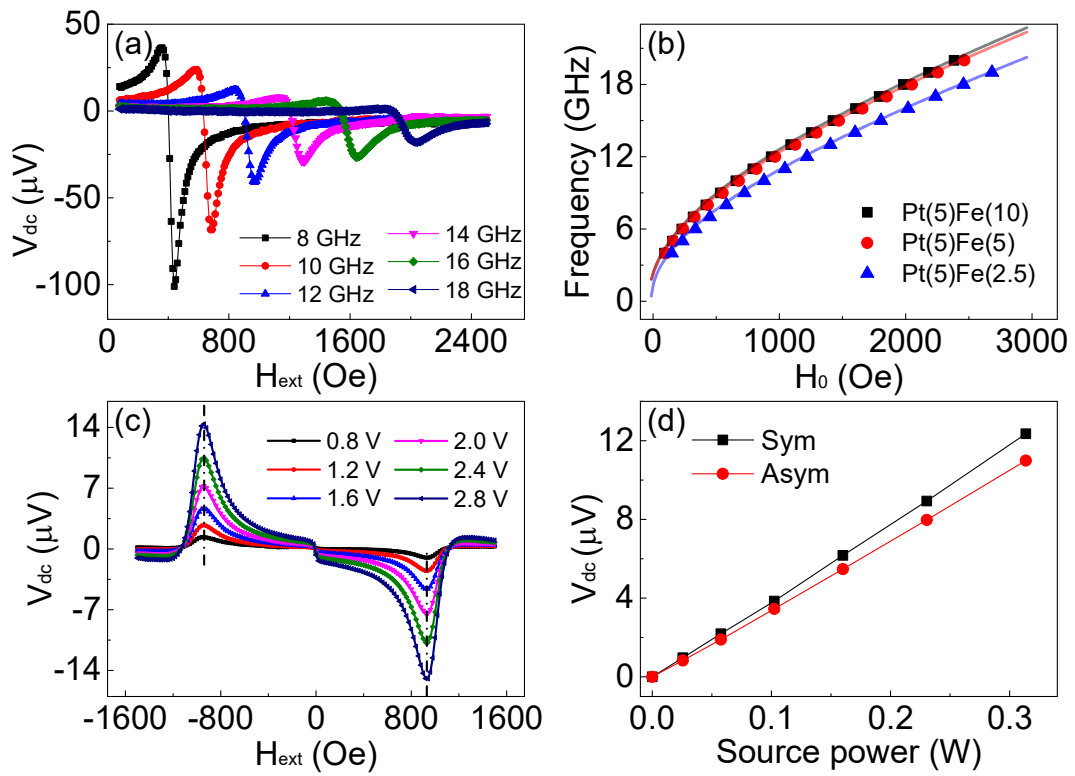 (a)
50
0
-50
-100
V_dc (μV)
8 GHz
10 GHz
12 GHz
14 GHz
16 GHz
18 GHz
0 800 1600 2400
H_ext (Oe)
(b)
18
12
6
0
Frequency (GHz)
Pt(5)Fe(10)
Pt(5)Fe(5)
Pt(5)Fe(2.5)
0 1000 2000 3000
H_0 (Oe)
(c)
14
7
0
-7
-14
V_dc (μV)
0.8 V
1.2 V
1.6 V
2.0 V
2.4 V
2.8 V
-1600 -800 0 800 1600
H_ext (Oe)
(d)
12
8
4
0
V_dc (μV)
Sym
Asym
0.0 0.1 0.2 0.3
Source power (W)